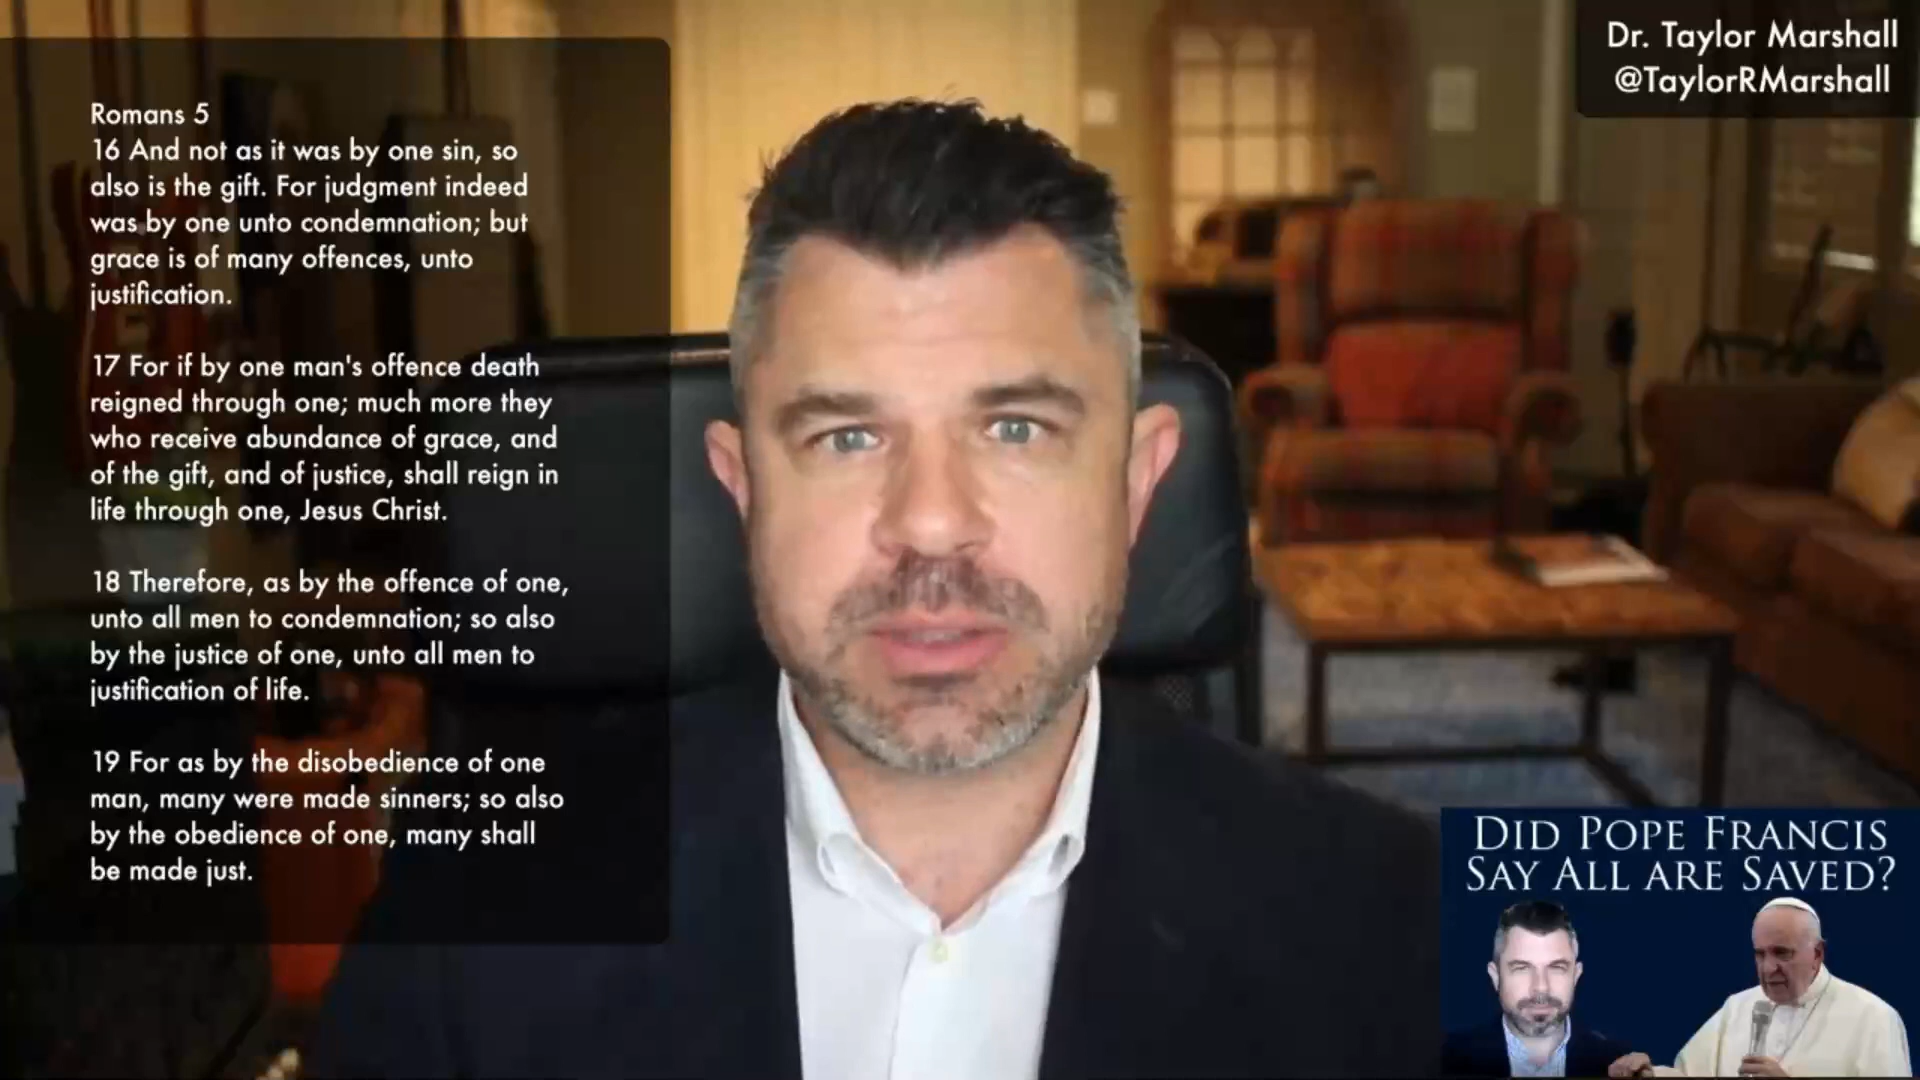 Romans 5
16 And not as it was by one sin, so
also is the gift. For judgment indeed
was by one unto condemnation; but
grace is of many offences, unto
justification.
17 For if by one man's offence death
reigned through one; much more they
who receive abundance of grace, and
of the gift, and of justice, shall reign in
life through one, Jesus Christ.
18 Therefore, as by the offence of one,
unto all men to condemnation; so also
by the justice of one, unto all men to
justification of life.
19 For as by the disobedience of one
man, many were made sinners; so also
by the obedience of one, many shall
be made just.
Dr. Taylor Marshall
@TaylorRMarshall
Did Pope Francis
Say All are Saved?